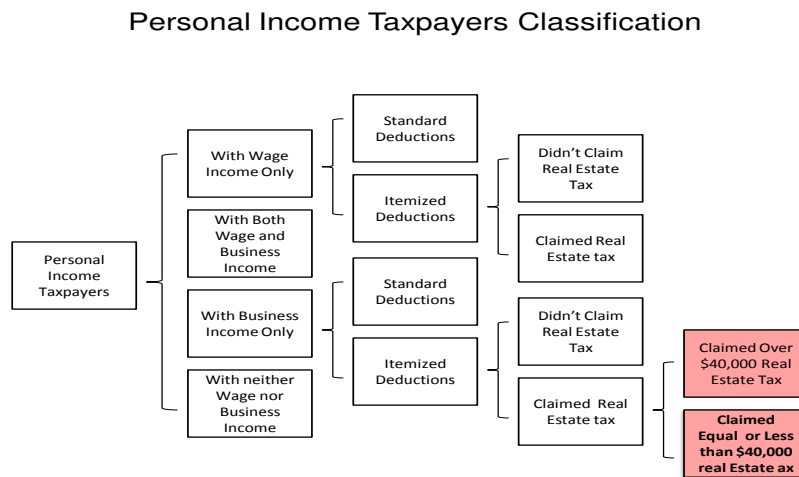 Personal Income Taxpayers Classification
Personal
Income
Taxpayers
With Wage
Income Only
With Both
Wage and
Business
Income
With Business
Income Only
With neither
Wage nor
Business
Income
Standard
Deductions
Itemized
Deductions
Standard
Deductions
Itemized
Deductions
Didn't Claim
Real Estate
Tax
Claimed Real
Estate tax
Didn't Claim
Real Estate
Tax
Claimed Real
Estate tax
Claimed Over
$40,000 Real
Estate Tax
Claimed
Equal or Less
than $40,000
real Estate ax